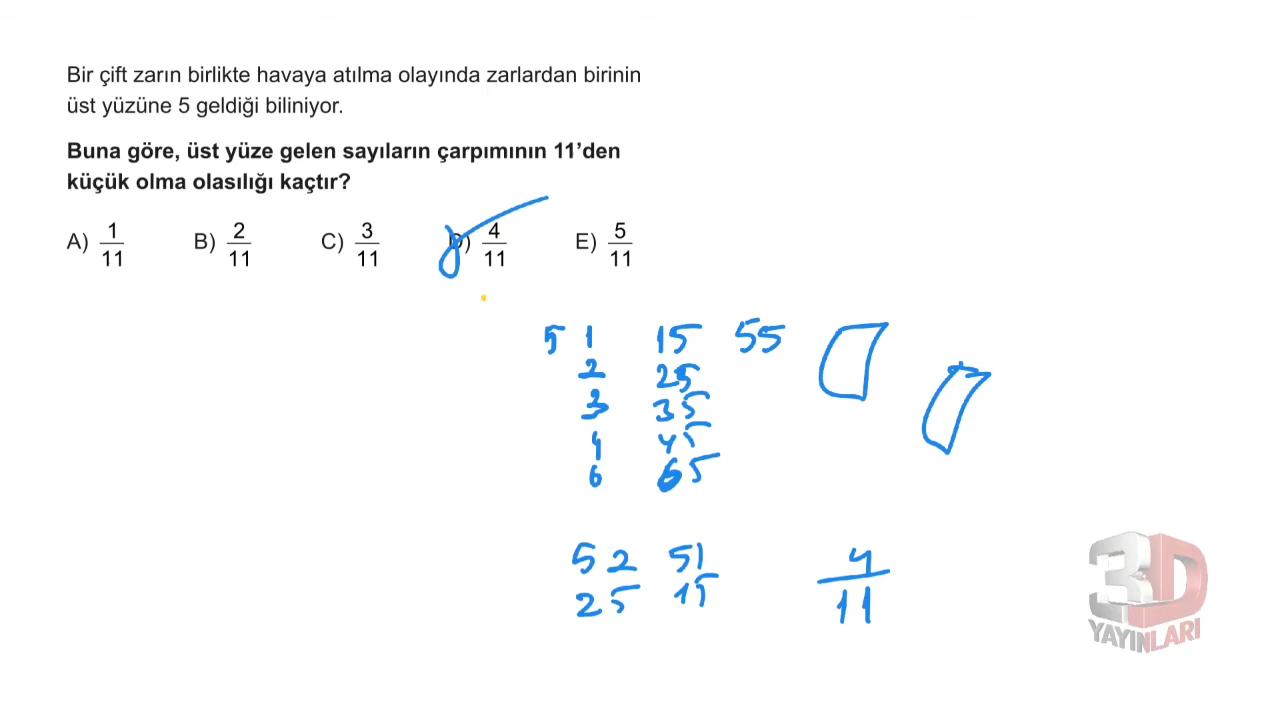 Bir çift zarın birlikte havaya atılma olayında zarlardan birinin
üst yüzüne 5 geldiği biliniyor.
Buna göre, üst yüze gelen sayıların çarpımının 11'den
küçük olma olasılığı kaçtır?
A) 1/11 B) 2/11 C) 3/11 D) 4/11 E) 5/11
5 1 15 55
2 25
3 35
4 45
6 65
52 51
25 15
4/11
3D
YAYINLARI